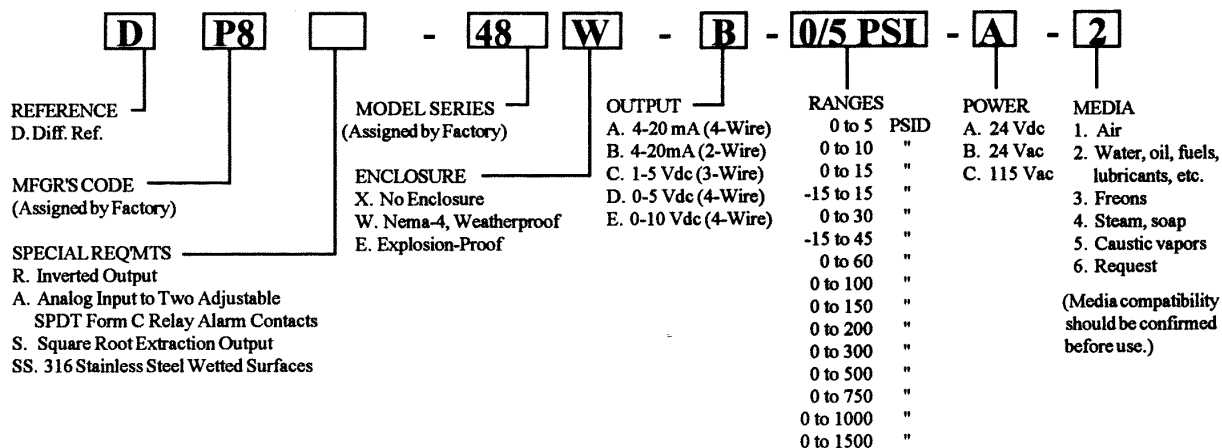 D P8 - 48 W - B - 0/5 PSI - A - 2
REFERENCE
D. Diff. Ref.
MFGR'S CODE
(Assigned by Factory)
SPECIAL REQ'MTS
R. Inverted Output
A. Analog Input to Two Adjustable
SPDT Form C Relay Alarm Contacts
S. Square Root Extraction Output
SS. 316 Stainless Steel Wetted Surfaces
MODEL SERIES
(Assigned by Factory)
ENCLOSURE
X. No Enclosure
W. Nema-4, Weatherproof
E. Explosion-Proof
OUTPUT
A. 4-20 mA (4-Wire)
B. 4-20mA (2-Wire)
C. 1-5 Vdc (3-Wire)
D. 0-5 Vdc (4-Wire)
E. 0-10 Vdc (4-Wire)
RANGES
0 to 5 PSID
0 to 10 "
0 to 15 "
-15 to 15 "
0 to 30 "
-15 to 45 "
0 to 60 "
0 to 100 "
0 to 150 "
0 to 200 "
0 to 300 "
0 to 500 "
0 to 750 "
0 to 1000 "
0 to 1500 "
POWER
A. 24 Vdc
B. 24 Vac
C. 115 Vac
MEDIA
1. Air
2. Water, oil, fuels,
lubricants, etc.
3. Freons
4. Steam, soap
5. Caustic vapors
6. Request
(Media compatibility
should be confirmed
before use.)